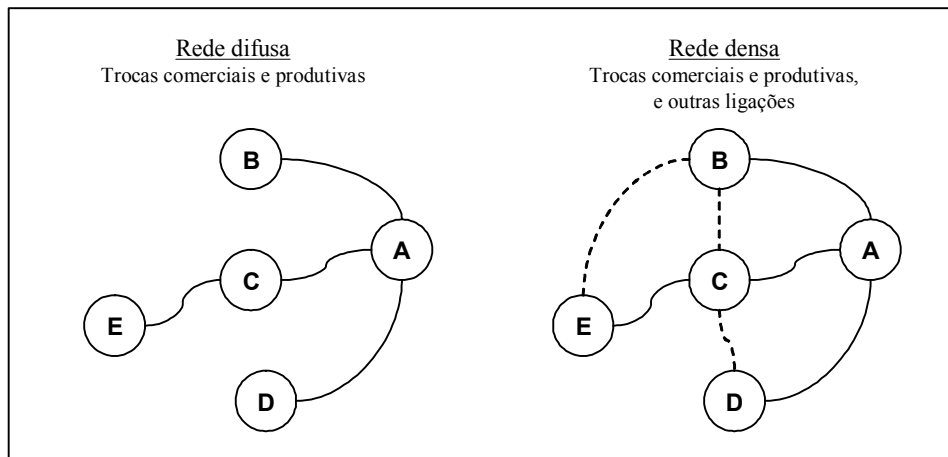 Rede difusa
Trocas comerciais e produtivas
B
A
C
E
D
Rede densa
Trocas comerciais e produtivas,
e outras ligações
B
A
C
E
D